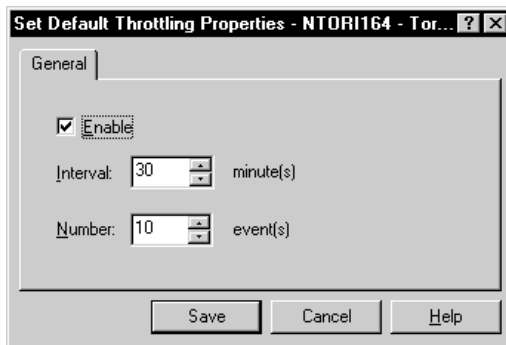 Set Default Throttling Properties - NTORI164 - Tor... ? ×
General
Enable
Interval: 30 minute(s)
Number: 10 event(s)
Save Cancel Help